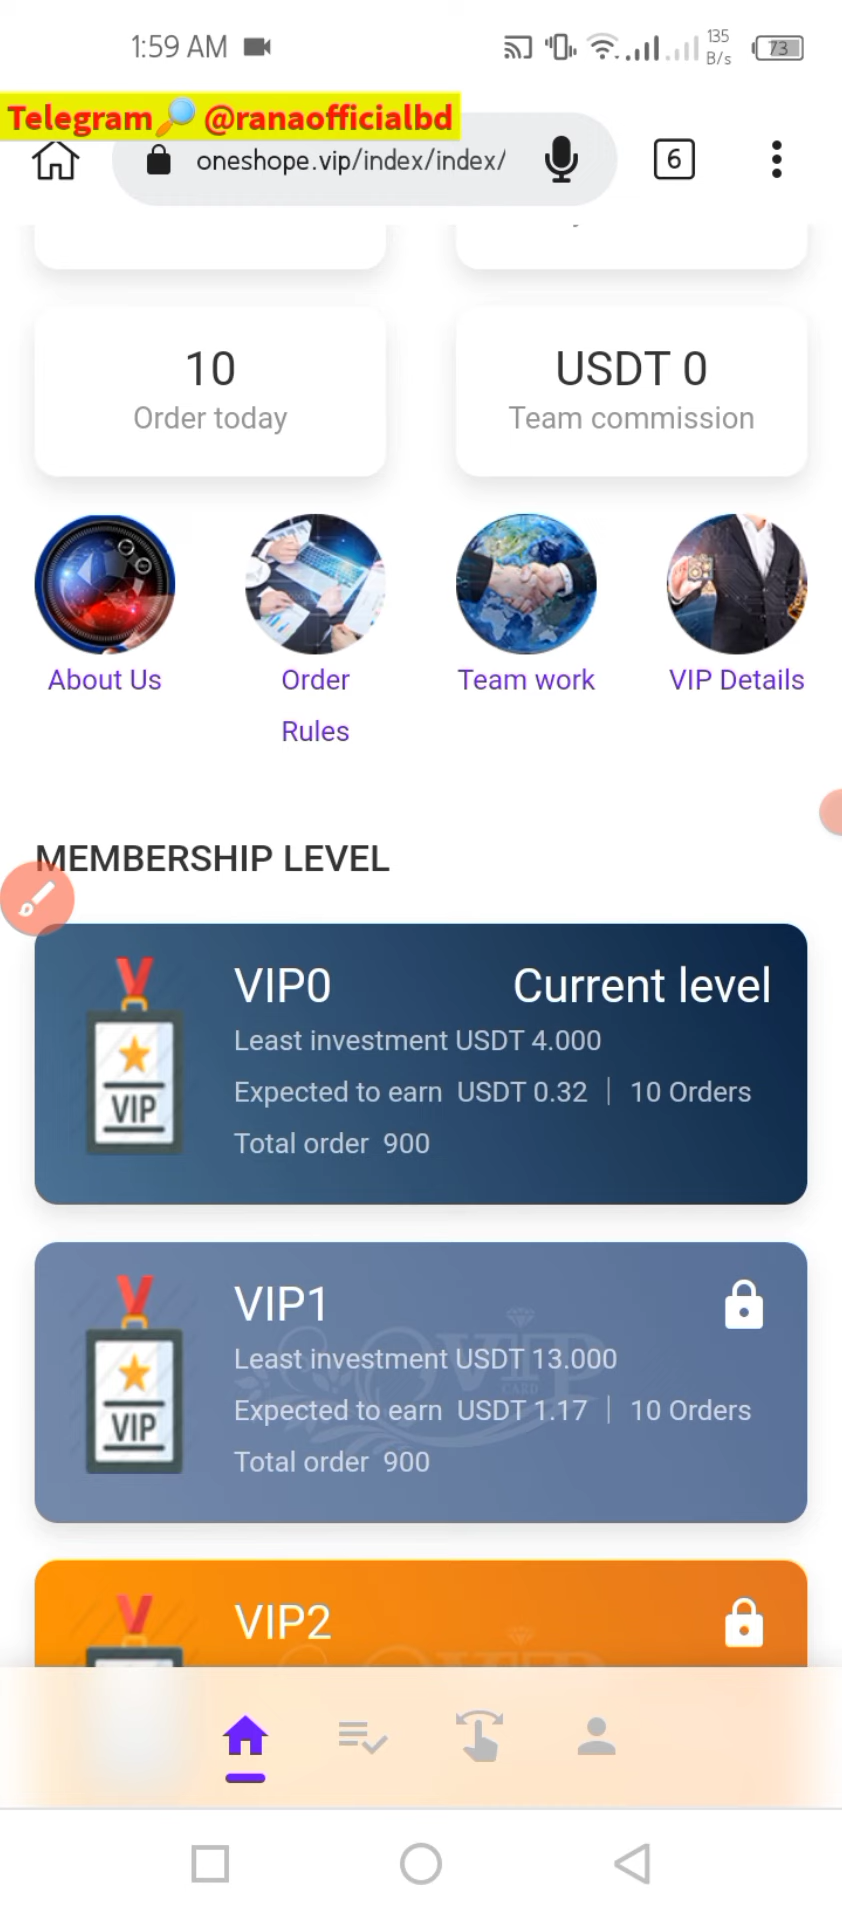 1:59 AM
135
B/s
73
Telegram @ranaofficialbd
oneshope.vip/index/index/
6
10
Order today
USDT 0
Team commission
About Us
Order
Rules
Team work
VIP Details
MEMBERSHIP LEVEL
VIP0
Current level
Least investment USDT 4.000
Expected to earn USDT 0.32 | 10 Orders
Total order 900
VIP
VIP1
Least investment USDT 13.000
Expected to earn USDT 1.17 | 10 Orders
Total order 900
VIP
VIP
CARD
VIP2